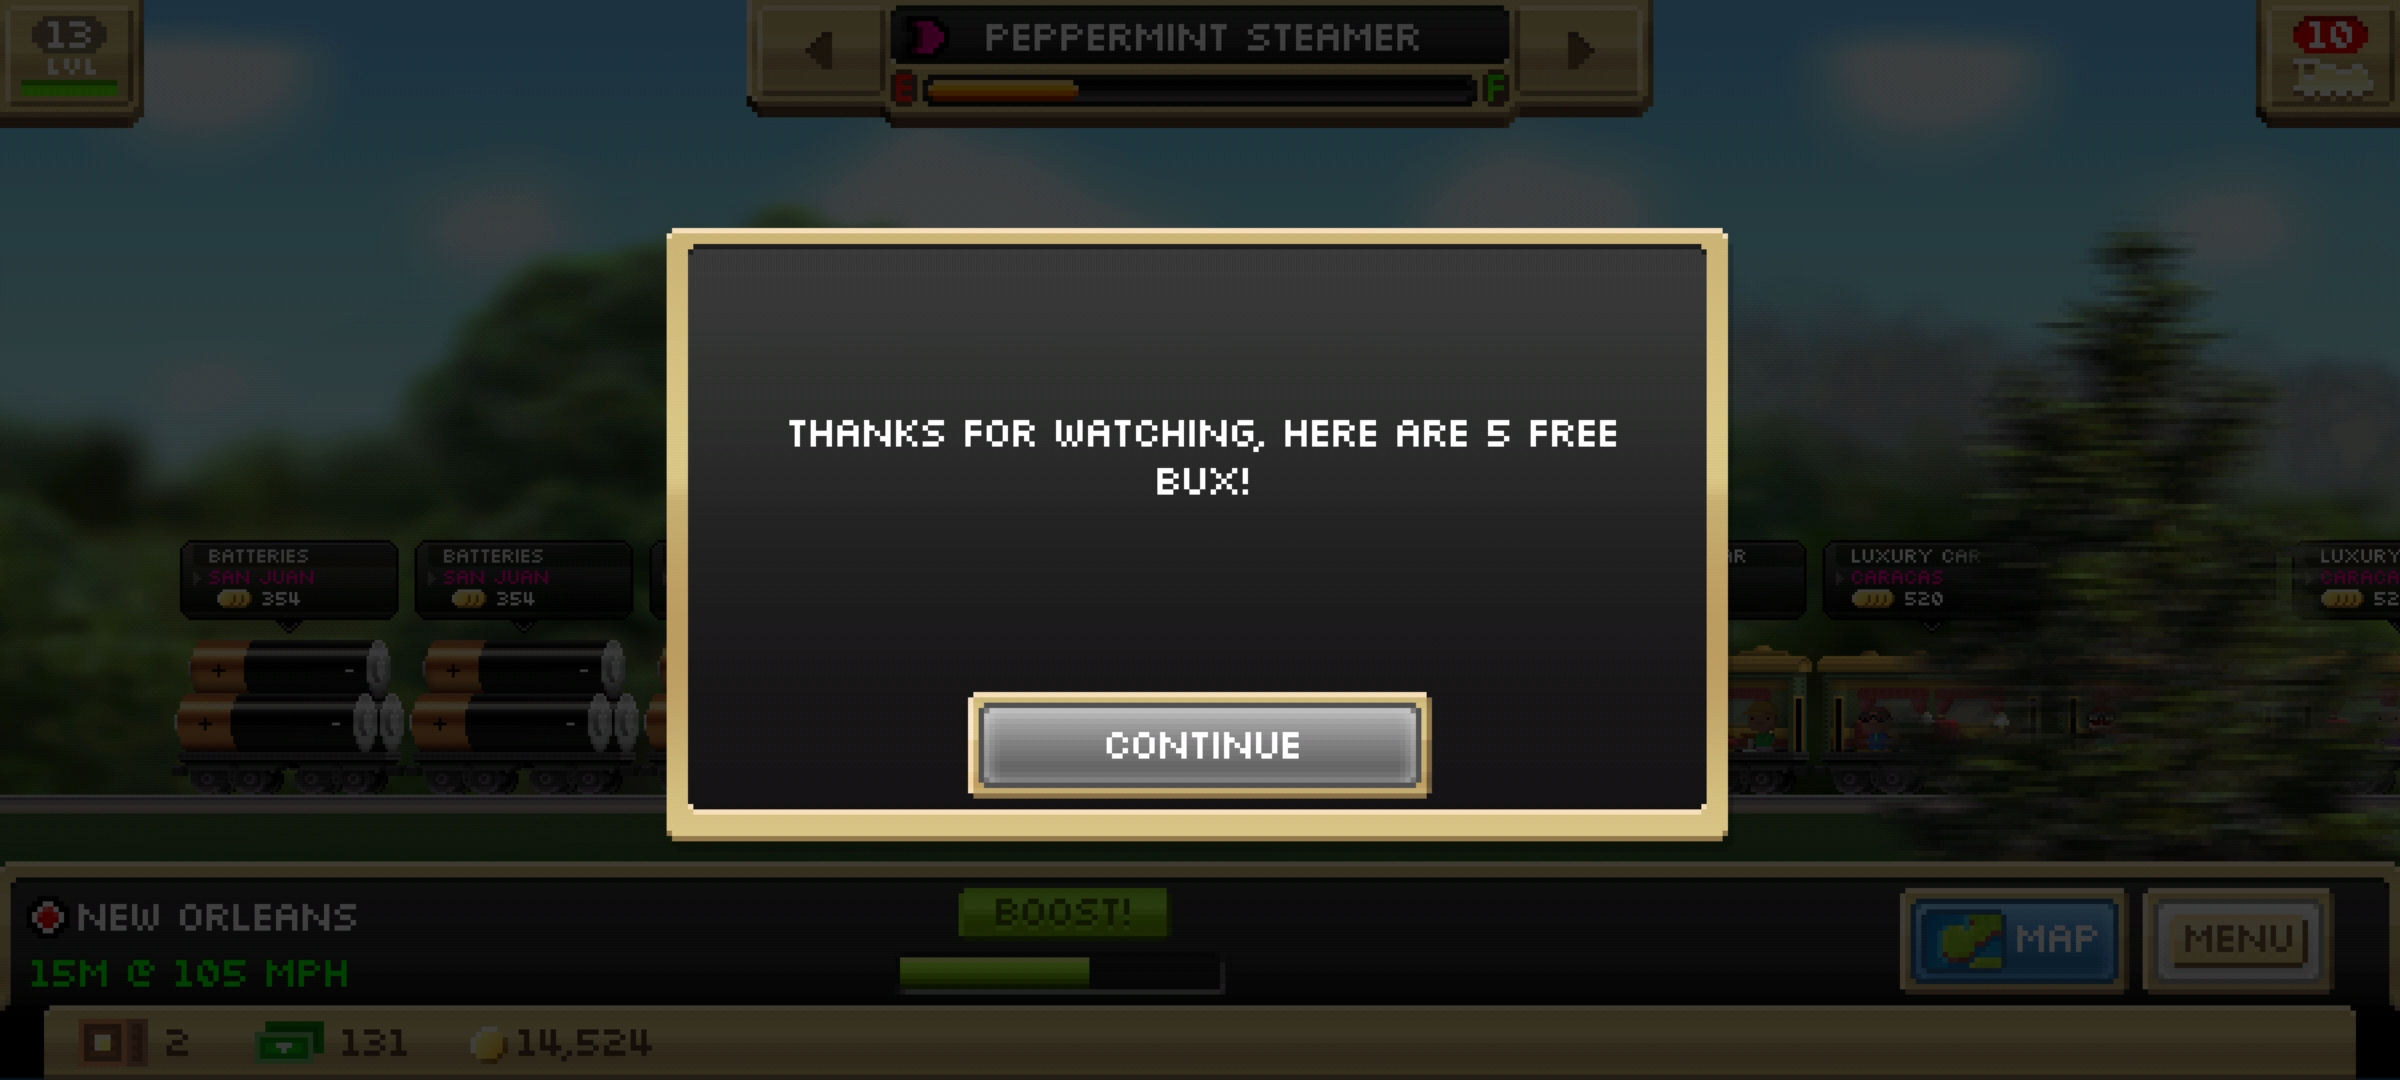 13
LVL
PEPPERMINT STEAMER
E
F
10
THANKS FOR WATCHING, HERE ARE 5 FREE
BUX!
CONTINUE
BATTERIES
SAN JUAN
354
BATTERIES
SAN JUAN
354
LUXURY CAR
CARACAS
520
LUXURY
NEW ORLEANS
15M @ 105 MPH
BOOST!
MAP
MENU
2
131
14,524